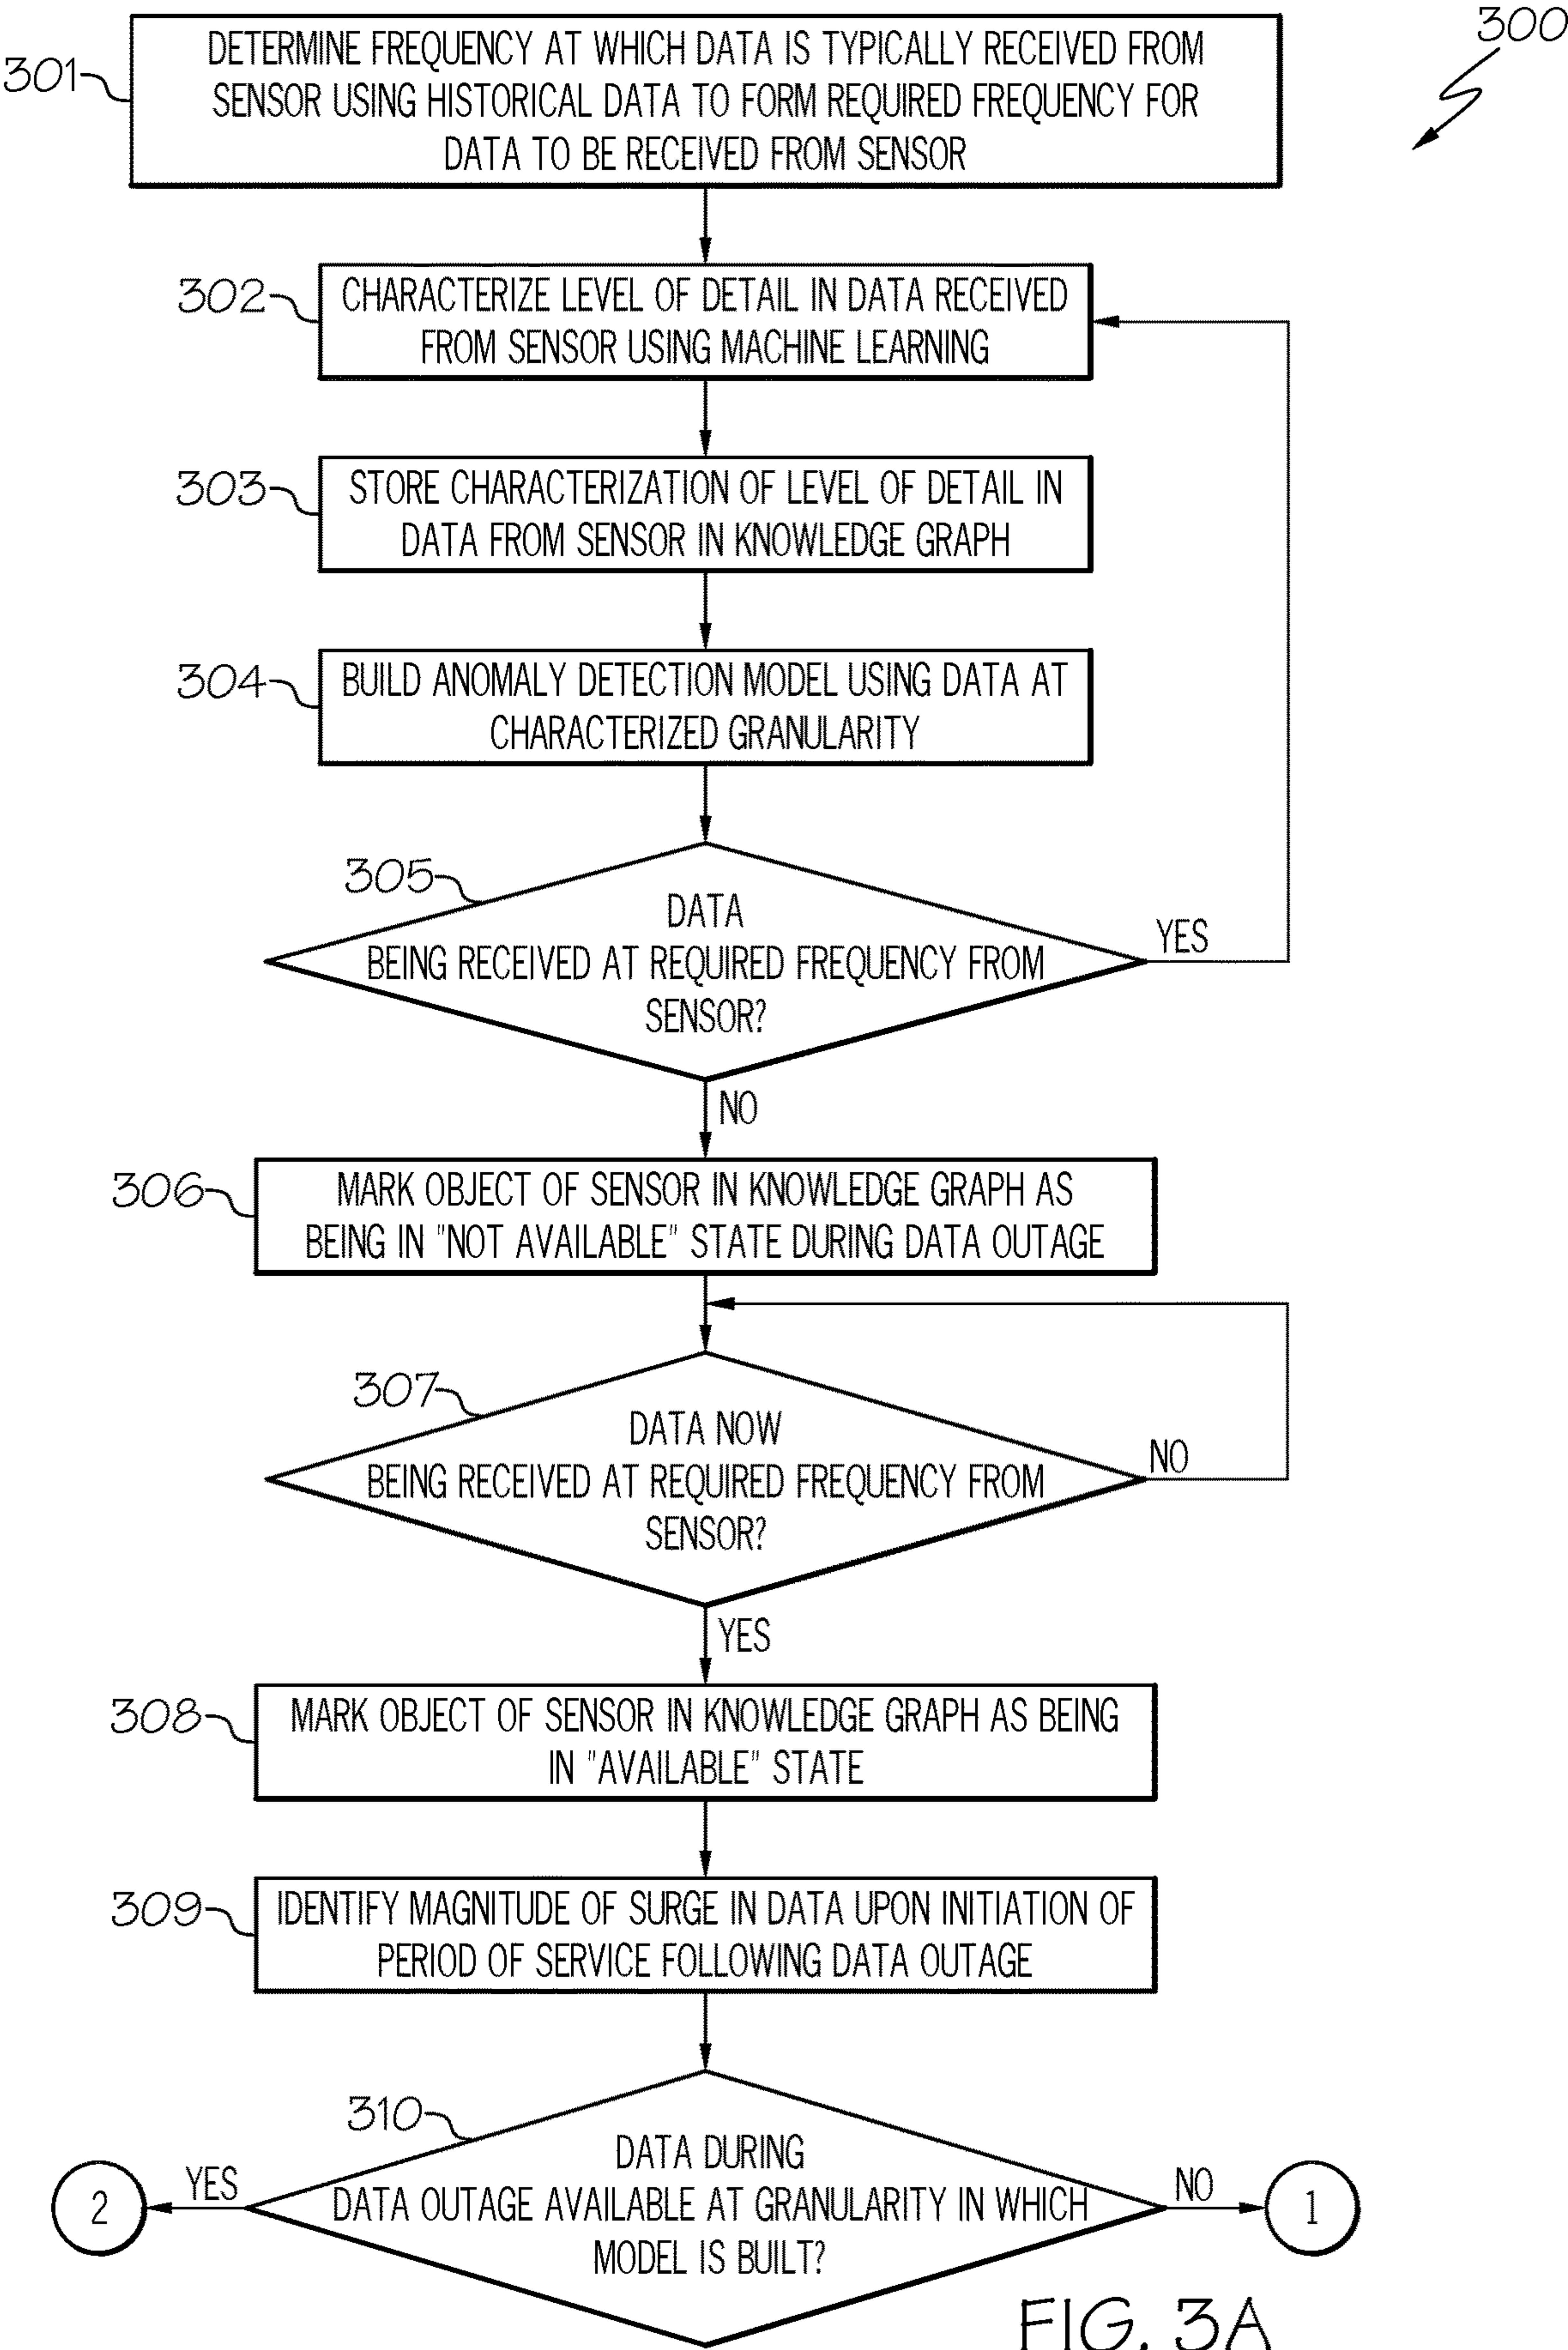 300
301
DETERMINE FREQUENCY AT WHICH DATA IS TYPICALLY RECEIVED FROM
SENSOR USING HISTORICAL DATA TO FORM REQUIRED FREQUENCY FOR
DATA TO BE RECEIVED FROM SENSOR
302
CHARACTERIZE LEVEL OF DETAIL IN DATA RECEIVED
FROM SENSOR USING MACHINE LEARNING
303
STORE CHARACTERIZATION OF LEVEL OF DETAIL IN
DATA FROM SENSOR IN KNOWLEDGE GRAPH
304
BUILD ANOMALY DETECTION MODEL USING DATA AT
CHARACTERIZED GRANULARITY
305
DATA
BEING RECEIVED AT REQUIRED FREQUENCY FROM
SENSOR?
YES
NO
306
MARK OBJECT OF SENSOR IN KNOWLEDGE GRAPH AS
BEING IN "NOT AVAILABLE" STATE DURING DATA OUTAGE
307
DATA NOW
BEING RECEIVED AT REQUIRED FREQUENCY FROM
SENSOR?
NO
YES
308
MARK OBJECT OF SENSOR IN KNOWLEDGE GRAPH AS BEING
IN "AVAILABLE" STATE
309
IDENTIFY MAGNITUDE OF SURGE IN DATA UPON INITIATION OF
PERIOD OF SERVICE FOLLOWING DATA OUTAGE
310
DATA DURING
DATA OUTAGE AVAILABLE AT GRANULARITY IN WHICH
MODEL IS BUILT?
YES
2
NO
1
FIG. 3A